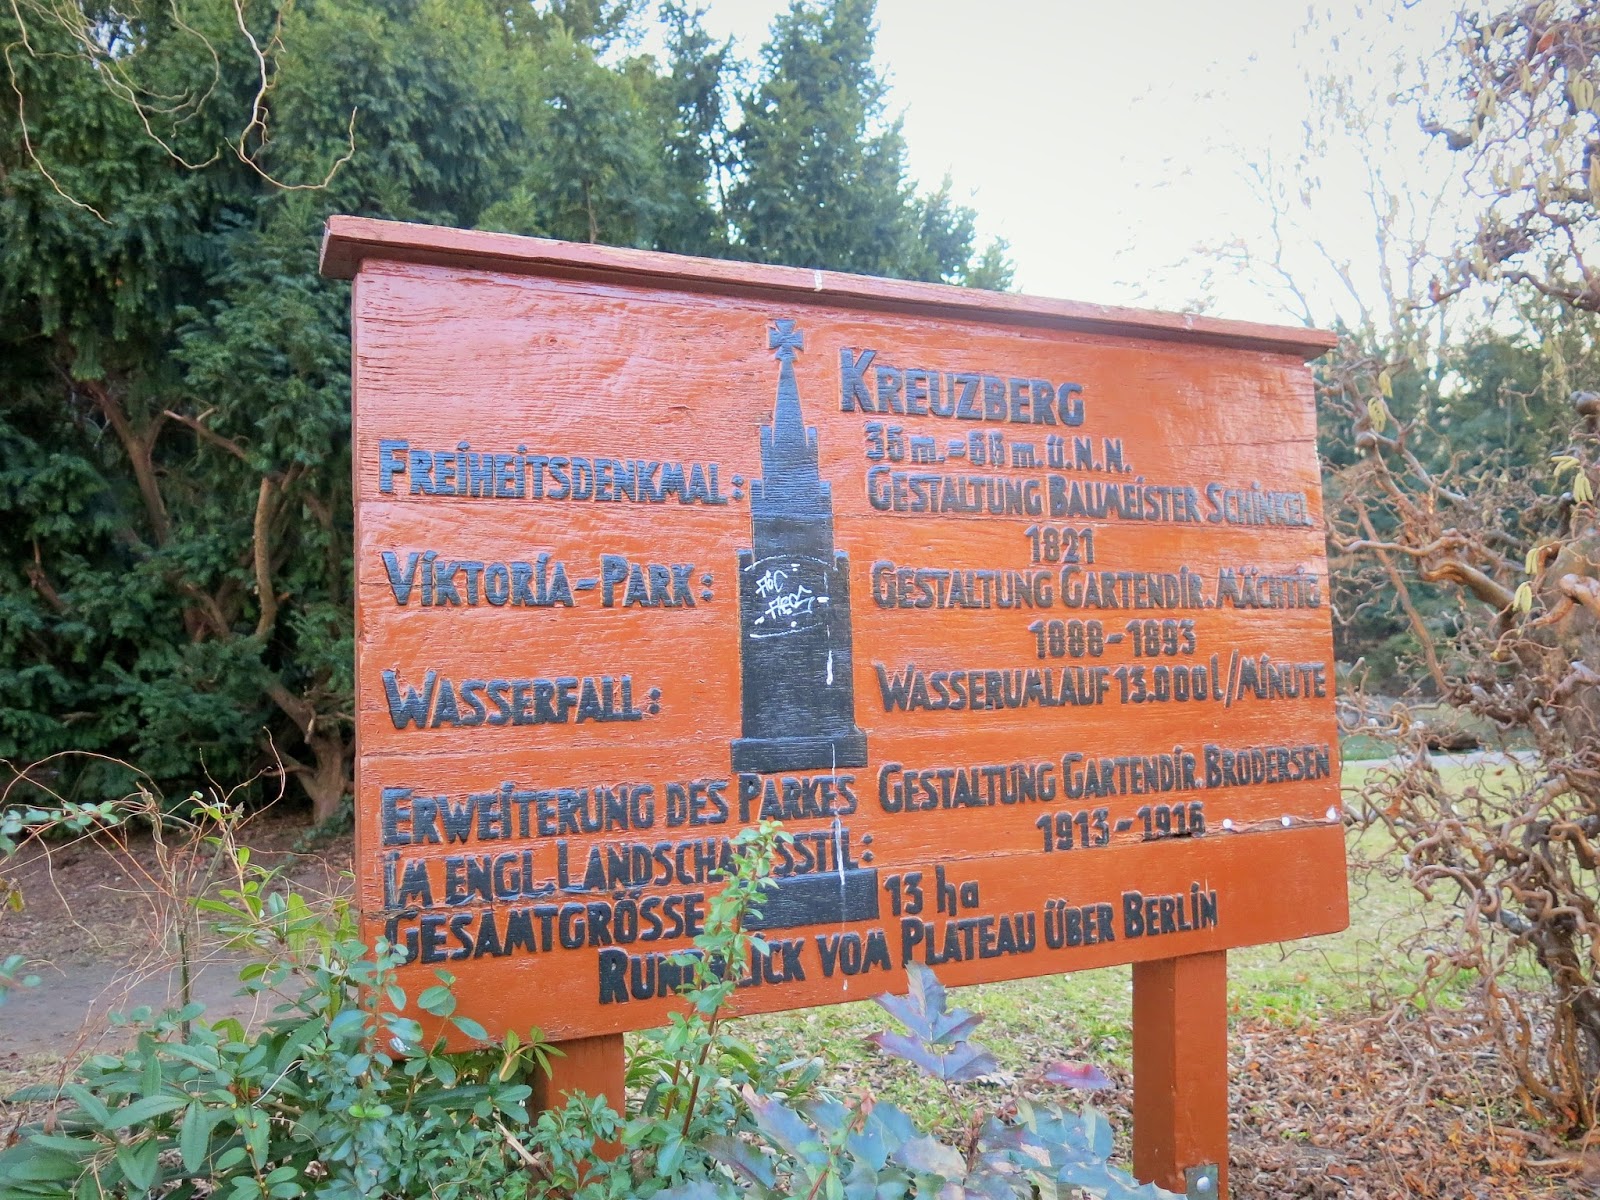 KREUZBERG
36 m.-66 m.ü.N.N.
FREIHEITSDENKMAL: GESTALTUNG BAUMEISTER SCHINKEL
1821
VIKTORIA-PARK: GESTALTUNG GARTENDIR. MÄCHTIG
1888-1893
WASSERFALL: WASSERUMLAUF 13.000 l/MINUTE
ERWEITERUNG DES PARKES GESTALTUNG GARTENDIR. BRODERSEN
IM ENGL. LANDSCHAFTSSTIL: 1913-1916
GESAMTGRÖSSE 13 ha
RUNDBLICK VOM PLATEAU ÜBER BERLIN